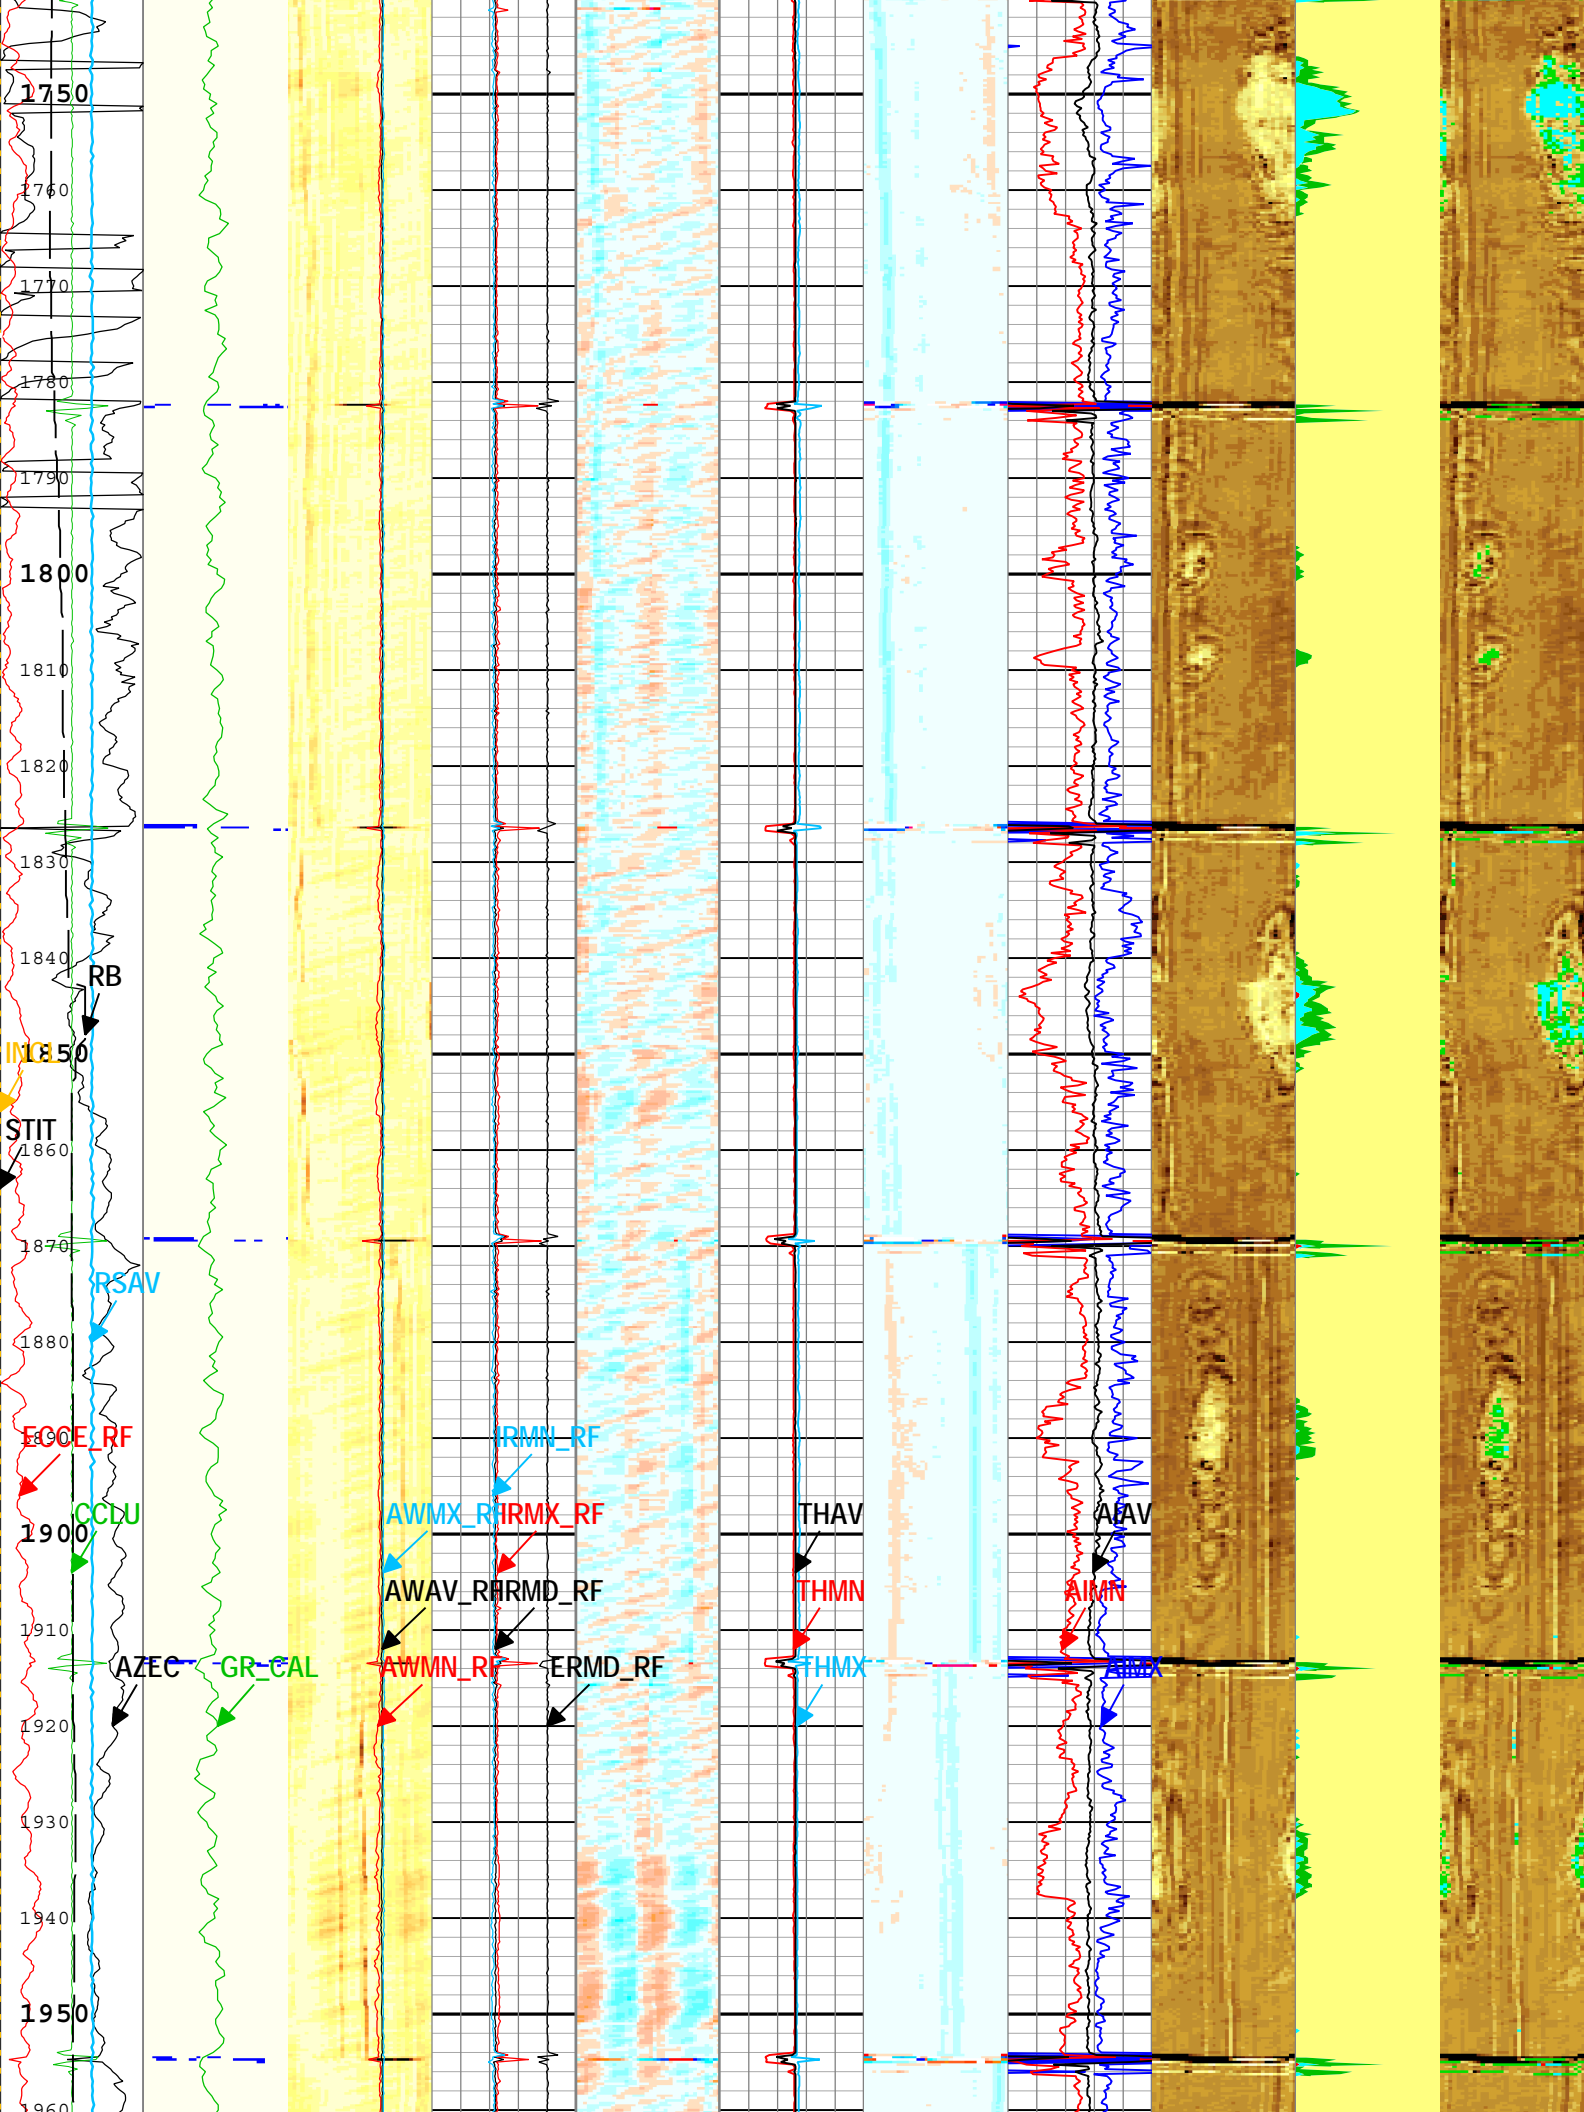 1750
1760
1770
1780
1790
1800
1810
1820
1830
1840
RB
INCL
1850
STIT
1860
1870
RSAV
1880
ECCE_RF
1890
IRMN_RF
CCLU
AWMX_RF
IRMX_RF
THAV
AIAV
1900
AWAV_RF
IRMD_RF
THMN
AIMN
1910
AZEC
GR_CAL
AWMN_RF
ERMD_RF
THMX
AIMX
1920
1930
1940
1950
1960